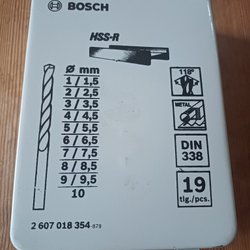 BOSCH
HSS-R
Ø mm
1 / 1,5
2 / 2,5
3 / 3,5
4 / 4,5
5 / 5,5
6 / 6,5
7 / 7,5
8 / 8,5
9 / 9,5
10
118°
METAL
DIN
338
19
tlg./pcs.
2 607 018 354-979